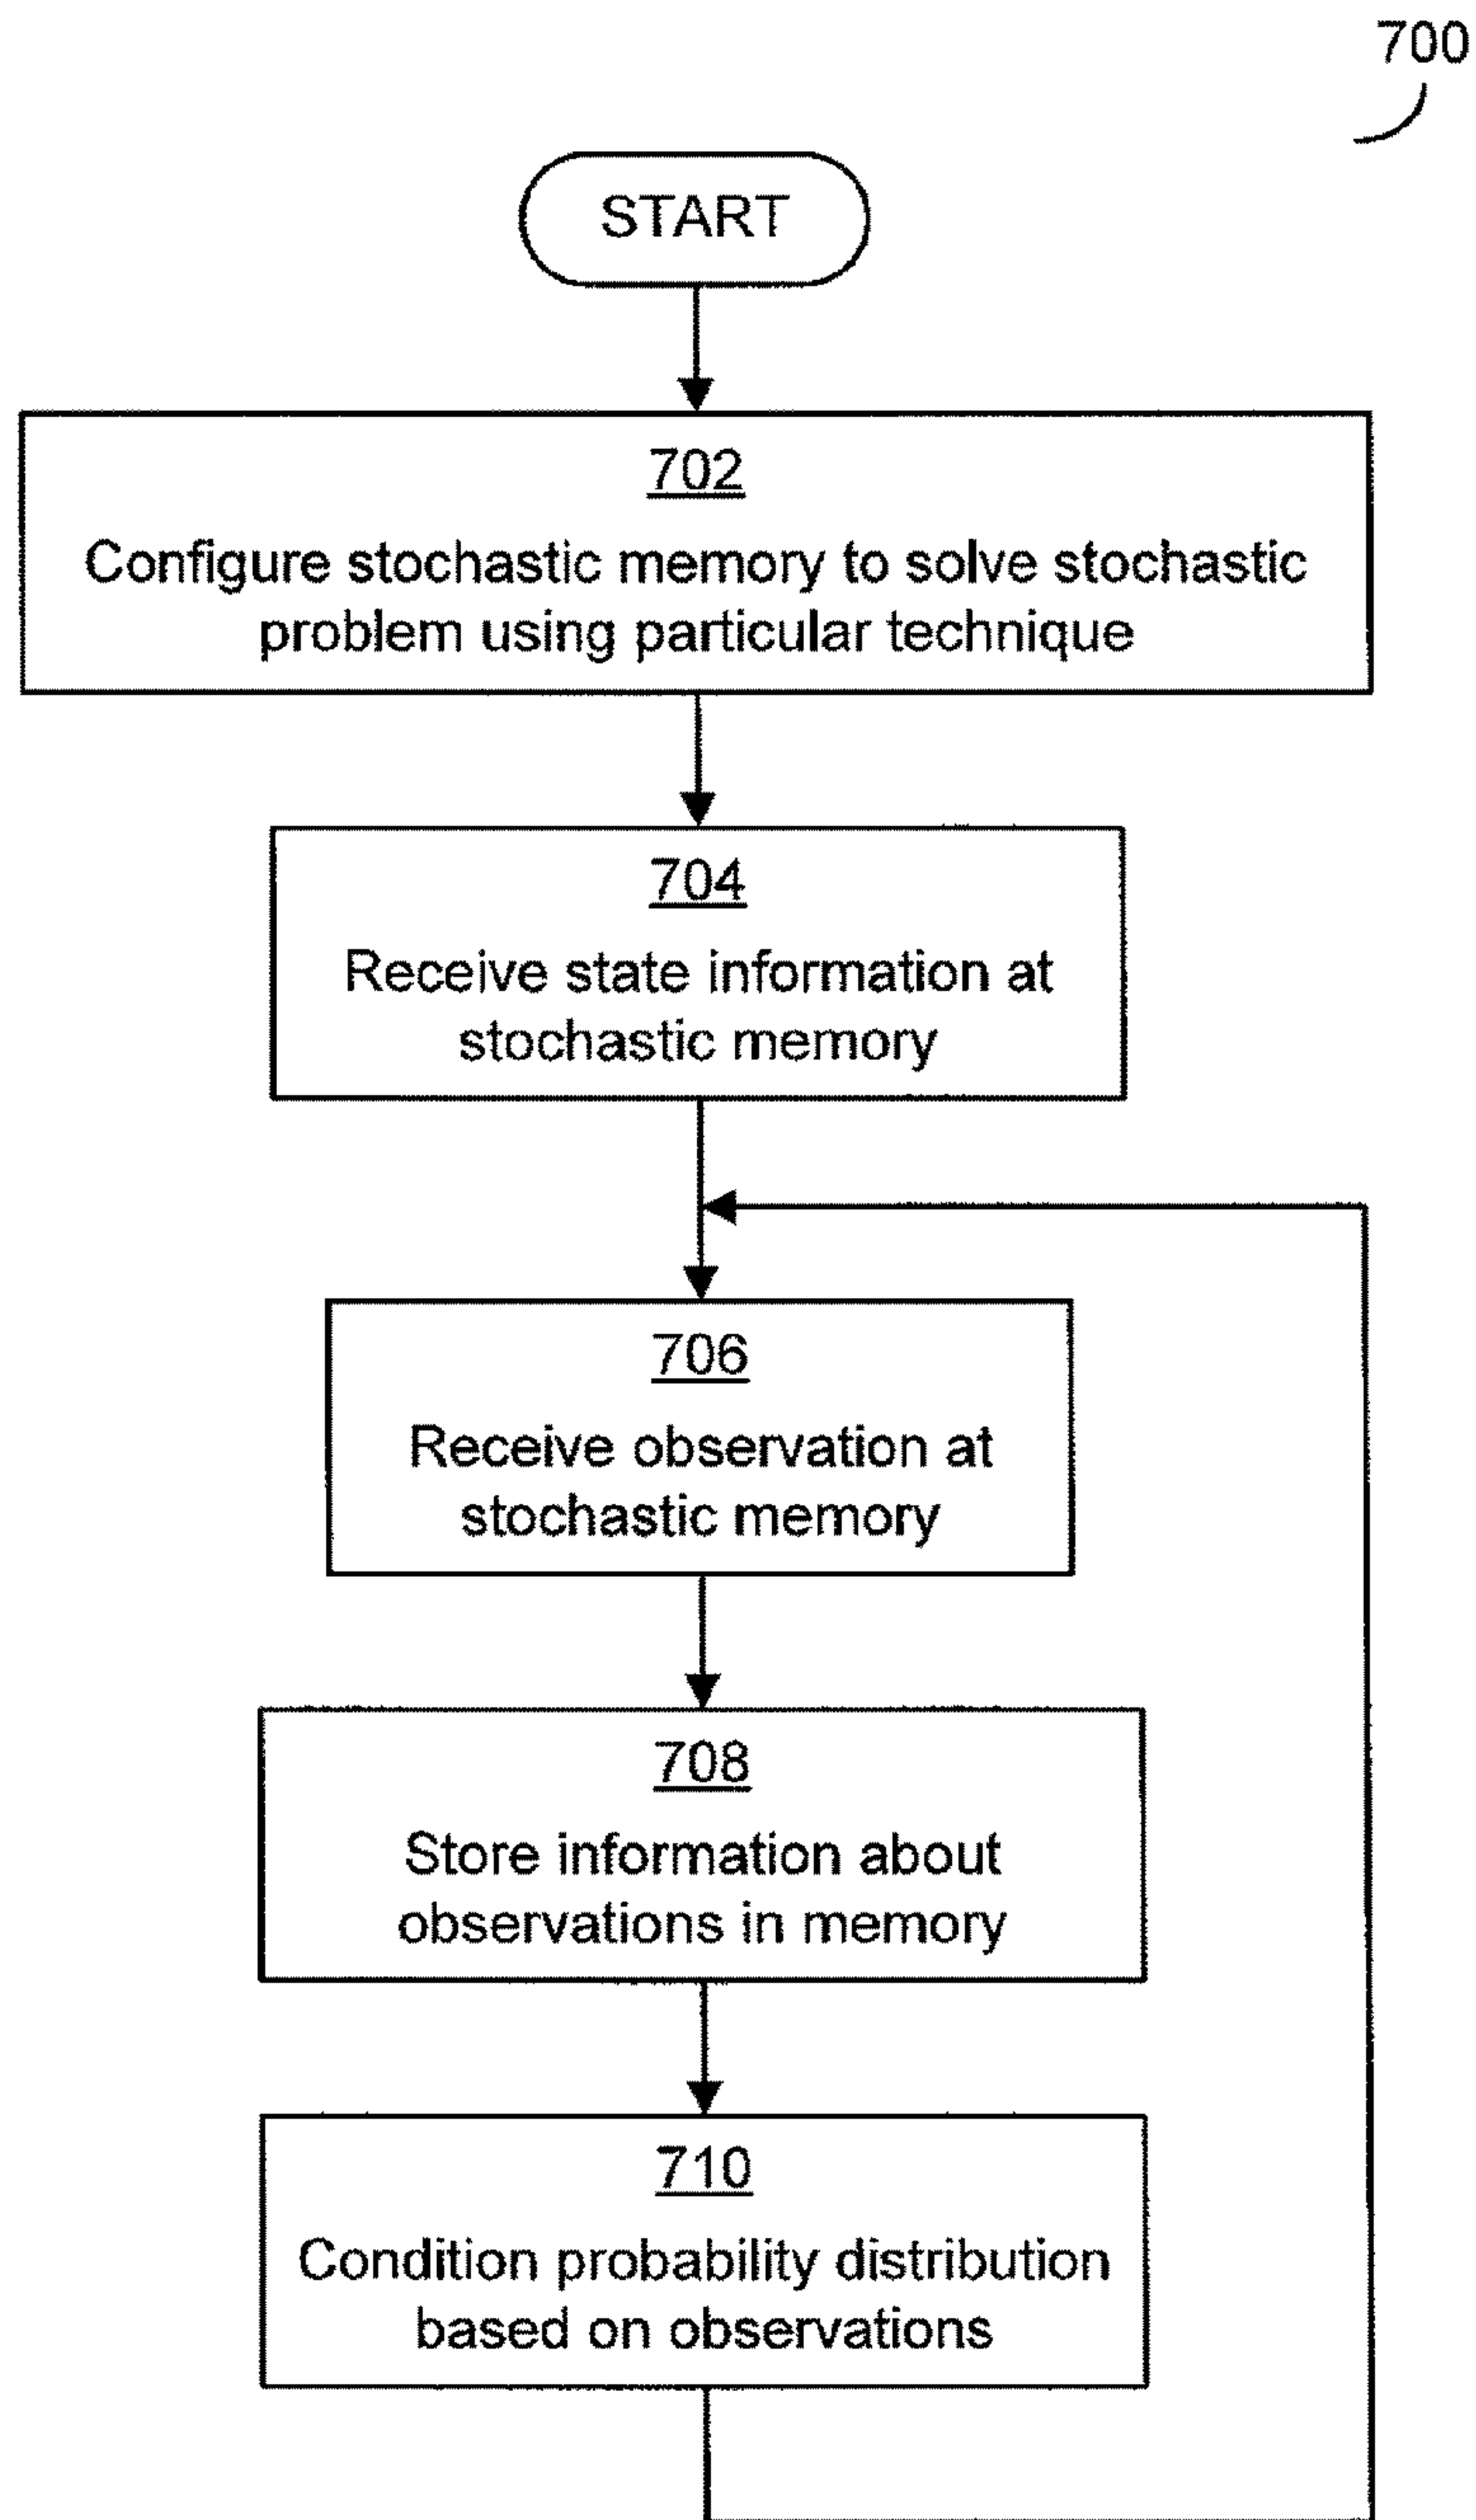 700
START
702
Configure stochastic memory to solve stochastic
problem using particular technique
704
Receive state information at
stochastic memory
706
Receive observation at
stochastic memory
708
Store information about
observations in memory
710
Condition probability distribution
based on observations